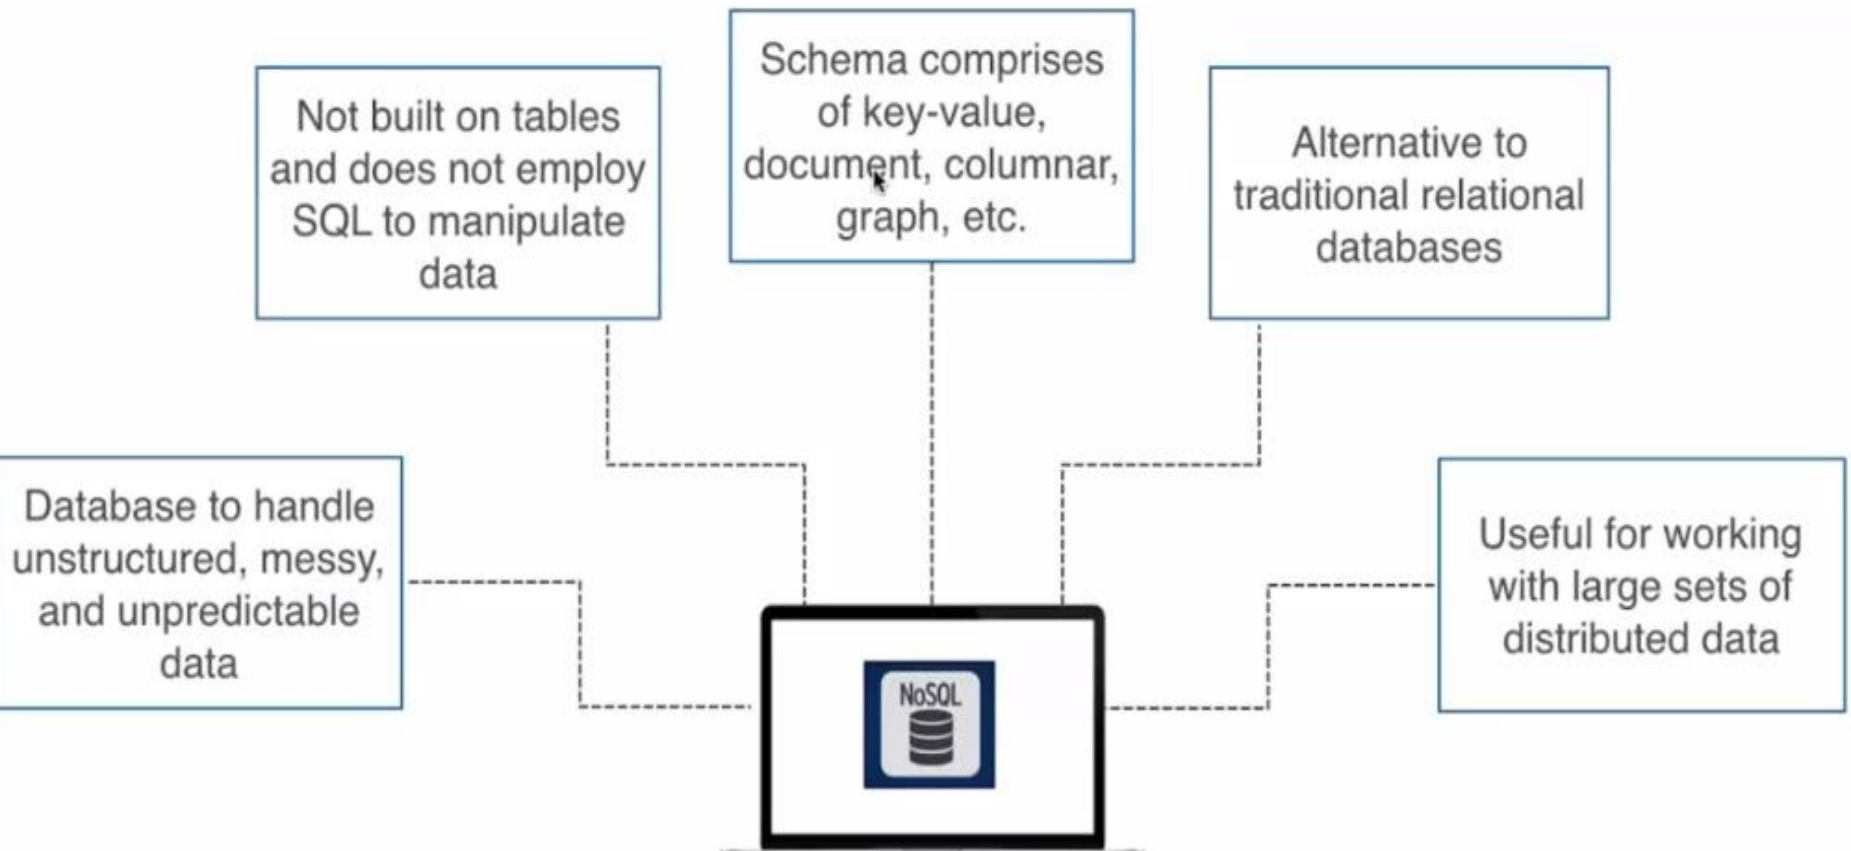 Schema comprises
of key-value,
document, columnar,
graph, etc.
Not built on tables
and does not employ
SQL to manipulate
data
Alternative to
traditional relational
databases
Database to handle
unstructured, messy,
and unpredictable
data
Useful for working
with large sets of
distributed data
NoSQL